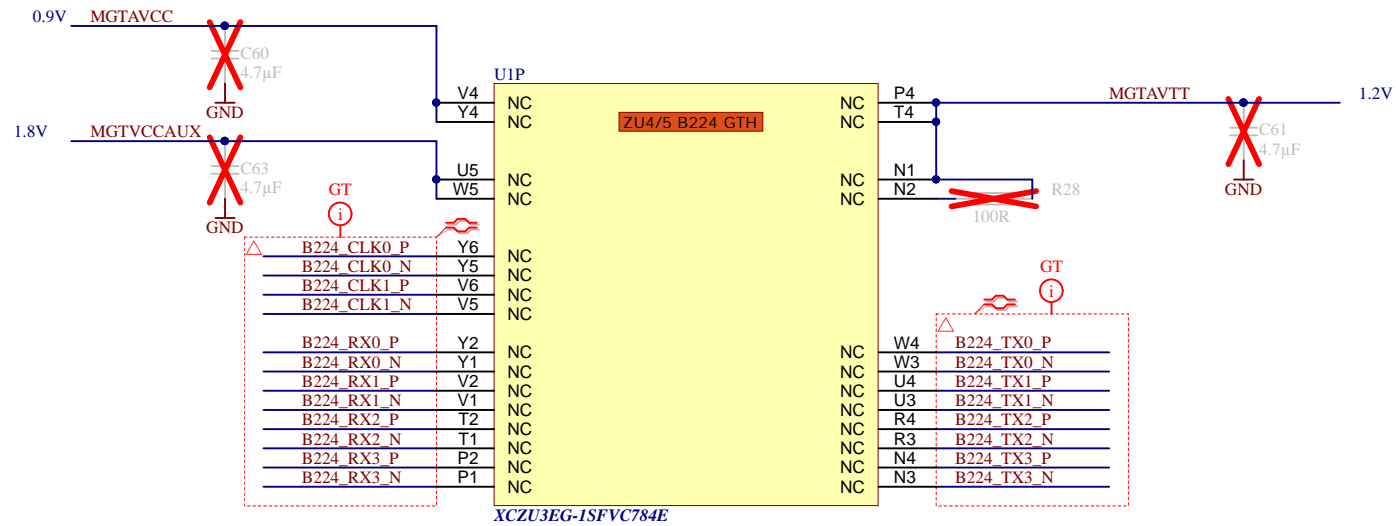 0.9V MGTAVCC
C60
4.7µF
GND
1.8V MGTVCCAUX
C63
4.7µF
GND
U1P
ZU4/5 B224 GTH
V4 NC
Y4 NC
U5 NC
W5 NC
GT
i
B224_CLK0_P Y6 NC
B224_CLK0_N Y5 NC
B224_CLK1_P V6 NC
B224_CLK1_N V5 NC
B224_RX0_P Y2 NC
B224_RX0_N Y1 NC
B224_RX1_P V2 NC
B224_RX1_N V1 NC
B224_RX2_P T2 NC
B224_RX2_N T1 NC
B224_RX3_P P2 NC
B224_RX3_N P1 NC
NC P4 MGTAVTT 1.2V
NC T4
C61
4.7µF
GND
NC N1
NC N2
R28
100R
GT
i
NC W4 B224_TX0_P
NC W3 B224_TX0_N
NC U4 B224_TX1_P
NC U3 B224_TX1_N
NC R4 B224_TX2_P
NC R3 B224_TX2_N
NC N4 B224_TX3_P
NC N3 B224_TX3_N
XCZU3EG-1SFVC784E